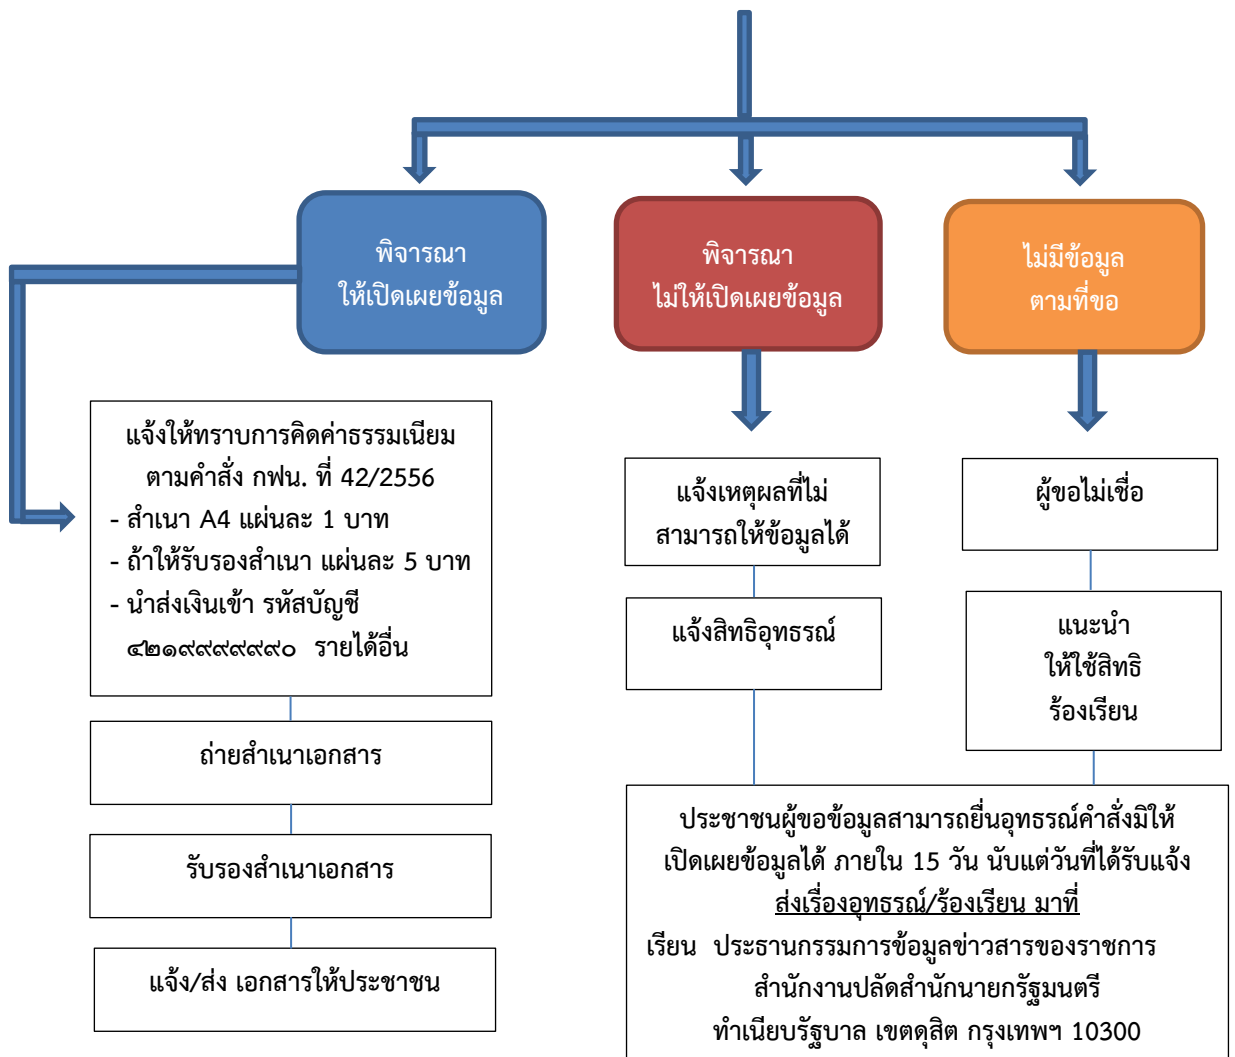 พิจารณา
ให้เปิดเผยข้อมูล
พิจารณา
ไม่ให้เปิดเผยข้อมูล
ไม่มีข้อมูล
ตามที่ขอ
แจ้งให้ทราบการคิดค่าธรรมเนียม
ตามคำสั่ง กฟน. ที่ 42/2556
- สำเนา A4 แผ่นละ 1 บาท
- ถ้าให้รับรองสำเนา แผ่นละ 5 บาท
- นำส่งเงินเข้า รหัสบัญชี
๔๒๑๙๙๙๙๙๙๐ รายได้อื่น
ถ่ายสำเนาเอกสาร
รับรองสำเนาเอกสาร
แจ้ง/ส่ง เอกสารให้ประชาชน
แจ้งเหตุผลที่ไม่
สามารถให้ข้อมูลได้
แจ้งสิทธิอุทธรณ์
ผู้ขอไม่เชื่อ
แนะนำ
ให้ใช้สิทธิ
ร้องเรียน
ประชาชนผู้ขอข้อมูลสามารถยื่นอุทธรณ์คำสั่งมิให้
เปิดเผยข้อมูลได้ ภายใน 15 วัน นับแต่วันที่ได้รับแจ้ง
ส่งเรื่องอุทธรณ์/ร้องเรียน มาที่
เรียน ประธานกรรมการข้อมูลข่าวสารของราชการ
สำนักงานปลัดสำนักนายกรัฐมนตรี
ทำเนียบรัฐบาล เขตดุสิต กรุงเทพฯ 10300